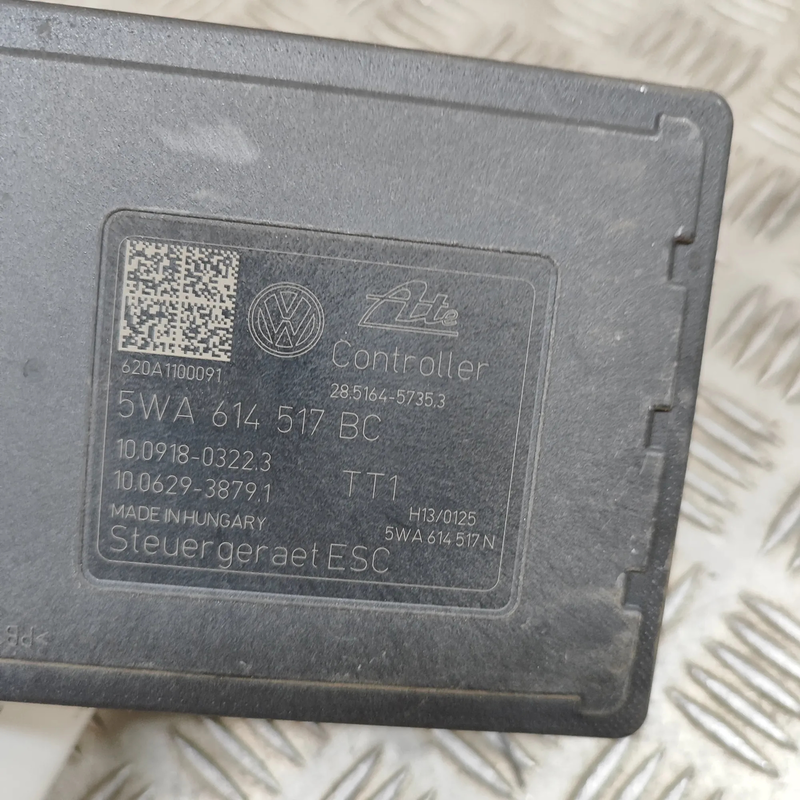 Ate
Controller
620A1100091
28.5164-5735.3
5WA 614 517 BC
10.0918-0322.3
10.0629-3879.1
TT1
MADE IN HUNGARY
H13/0125
5WA 614 517 N
Steuergeraet ESC